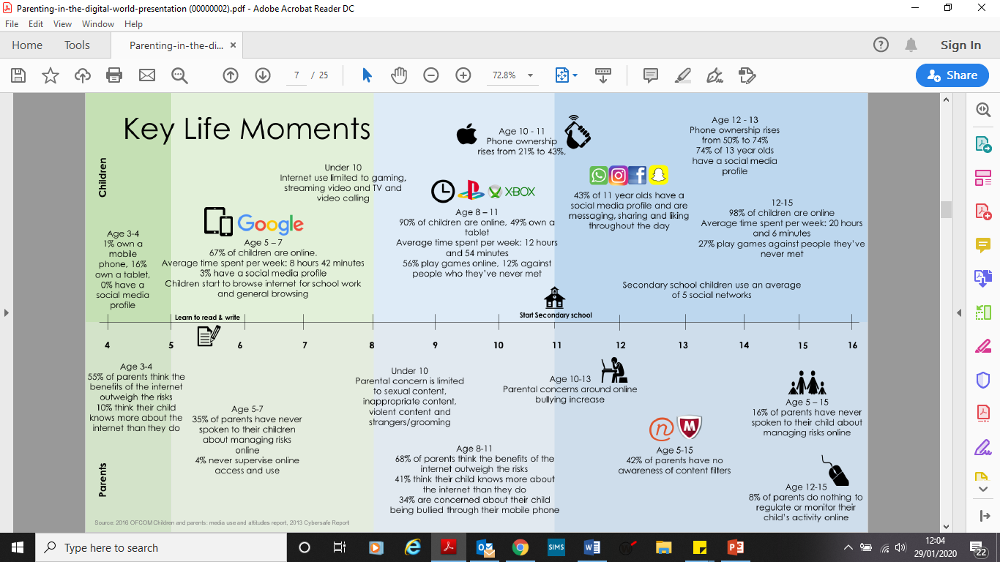 Parenting-in-the-digital-world-presentation (00000002).pdf - Adobe Acrobat Reader DC
File Edit View Window Help
Home Tools Parenting-in-the-di... × Sign In
7 / 25 72.8% Share
Key Life Moments
Children
Age 3-4
1% own a
mobile
phone, 16%
own a tablet,
0% have a
social media
profile
Google
Age 5 – 7
67% of children are online.
Average time spent per week: 8 hours 42 minutes
3% have a social media profile
Children start to browse internet for school work
and general browsing
Under 10
Internet use limited to gaming,
streaming video and TV and
video calling
Age 10 - 11
Phone ownership
rises from 21% to 43%,
XBOX
Age 8 – 11
90% of children are online, 49% own a
tablet
Average time spent per week: 12 hours
and 54 minutes
56% play games online, 12% against
people who they've never met
43% of 11 year olds have a
social media profile and are
messaging, sharing and liking
throughout the day
Age 12 - 13
Phone ownership rises
from 50% to 74%
74% of 13 year olds
have a social media
profile
12-15
98% of children are online
Average time spent per week: 20 hours
and 6 minutes
27% play games against people they've
never met
Secondary school children use an average
of 5 social networks
Learn to read & write
Start Secondary school
4 5 6 7 8 9 10 11 12 13 14 15 16
Age 3-4
55% of parents think the
benefits of the internet
outweigh the risks
10% think their child
knows more about the
internet than they do
Age 5-7
35% of parents have never
spoken to their children
about managing risks
online
4% never supervise online
access and use
Under 10
Parental concern is limited
to sexual content,
inappropriate content,
violent content and
strangers/grooming
Age 8-11
68% of parents think the benefits of the
internet outweigh the risks
41% think their child knows more about
the internet than they do
34% are concerned about their child
being bullied through their mobile phone
Age 10-13
Parental concerns around online
bullying increase
Age 5-15
42% of parents have no
awareness of content filters
Age 5 – 15
16% of parents have never
spoken to their child about
managing risks online
Age 12-15
8% of parents do nothing to
regulate or monitor their
child's activity online
Parents
Source: 2016 OFCOM Children and parents: media use and attitudes report, 2013 Cybersafe Report
Type here to search
SIMS
12:04
29/01/2020
22